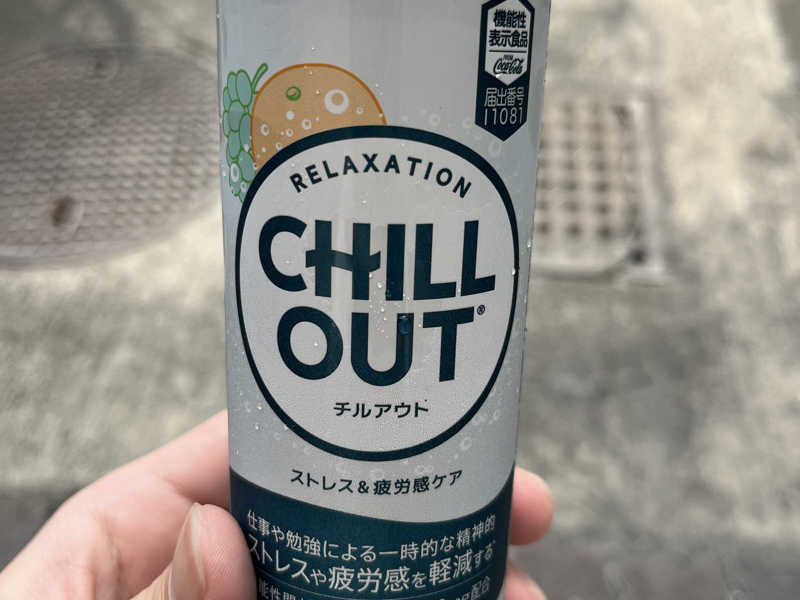 機能性
表示食品
FROM
Coca-Cola
届出番号
I1081
RELAXATION
CHILL
OUT®
チルアウト
ストレス&疲労感ケア
仕事や勉強による一時的な精神的
ストレスや疲労感を軽減する
配合